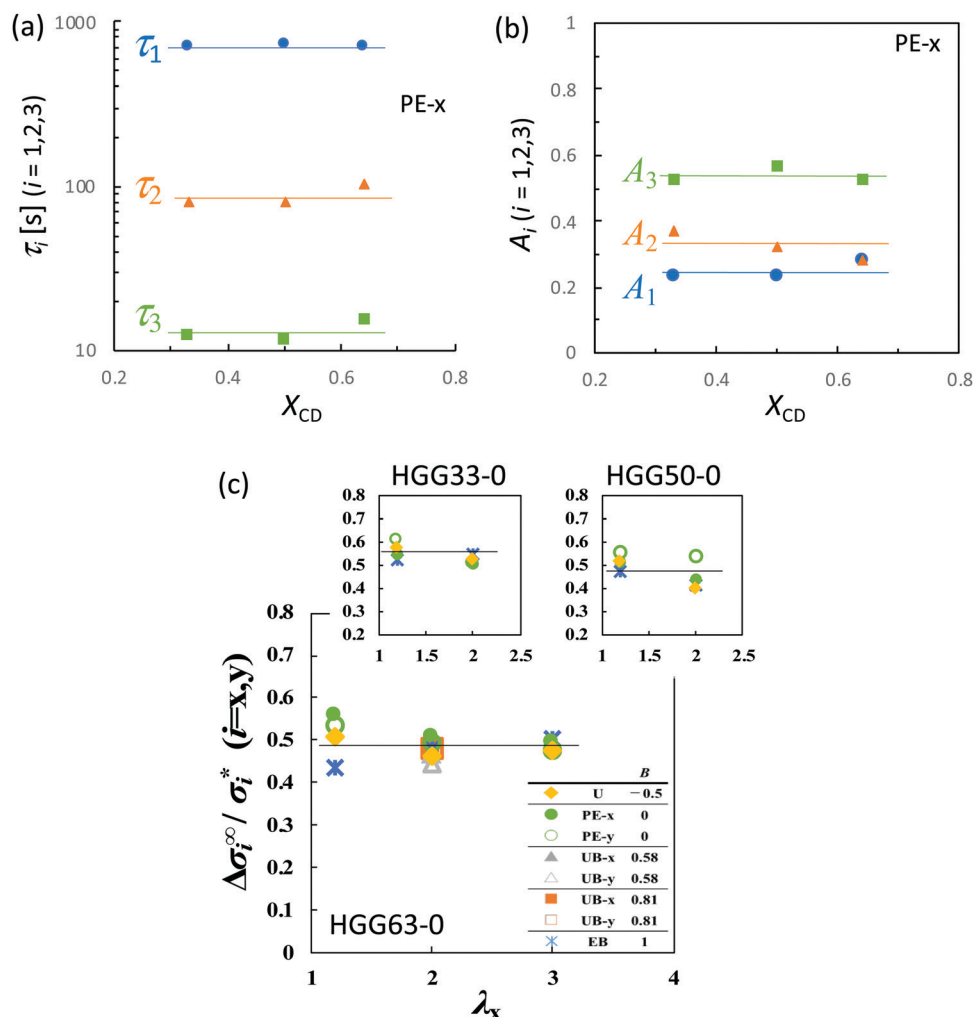 (a)
1000
100
10
τ1
τ2
τ3
PE-x
τi [s] (i = 1,2,3)
0.2 0.4 0.6 0.8
XCD
(b)
1
0.8
0.6
0.4
0.2
0
PE-x
A3
A2
A1
Ai (i = 1,2,3)
0.2 0.4 0.6 0.8
XCD
(c)
HGG33-0
0.8
0.7
0.6
0.5
0.4
0.3
0.2
1 1.5 2 2.5
HGG50-0
0.8
0.7
0.6
0.5
0.4
0.3
0.2
1 1.5 2 2.5
0.8
0.7
0.6
0.5
0.4
0.3
0.2
0.1
0
Δσi∞/ σi* (i=x,y)
B
U −0.5
PE-x 0
PE-y 0
UB-x 0.58
UB-y 0.58
UB-x 0.81
UB-y 0.81
EB 1
HGG63-0
1 2 3 4
λx